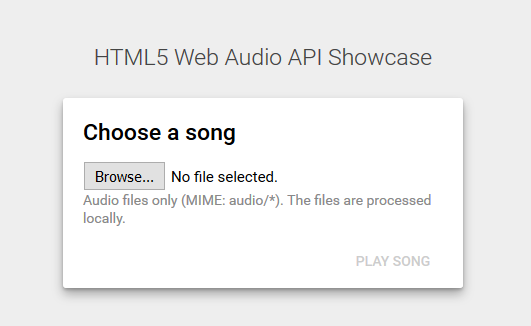 HTML5 Web Audio API Showcase
Choose a song
Browse... No file selected.
Audio files only (MIME: audio/*). The files are processed
locally.
PLAY SONG